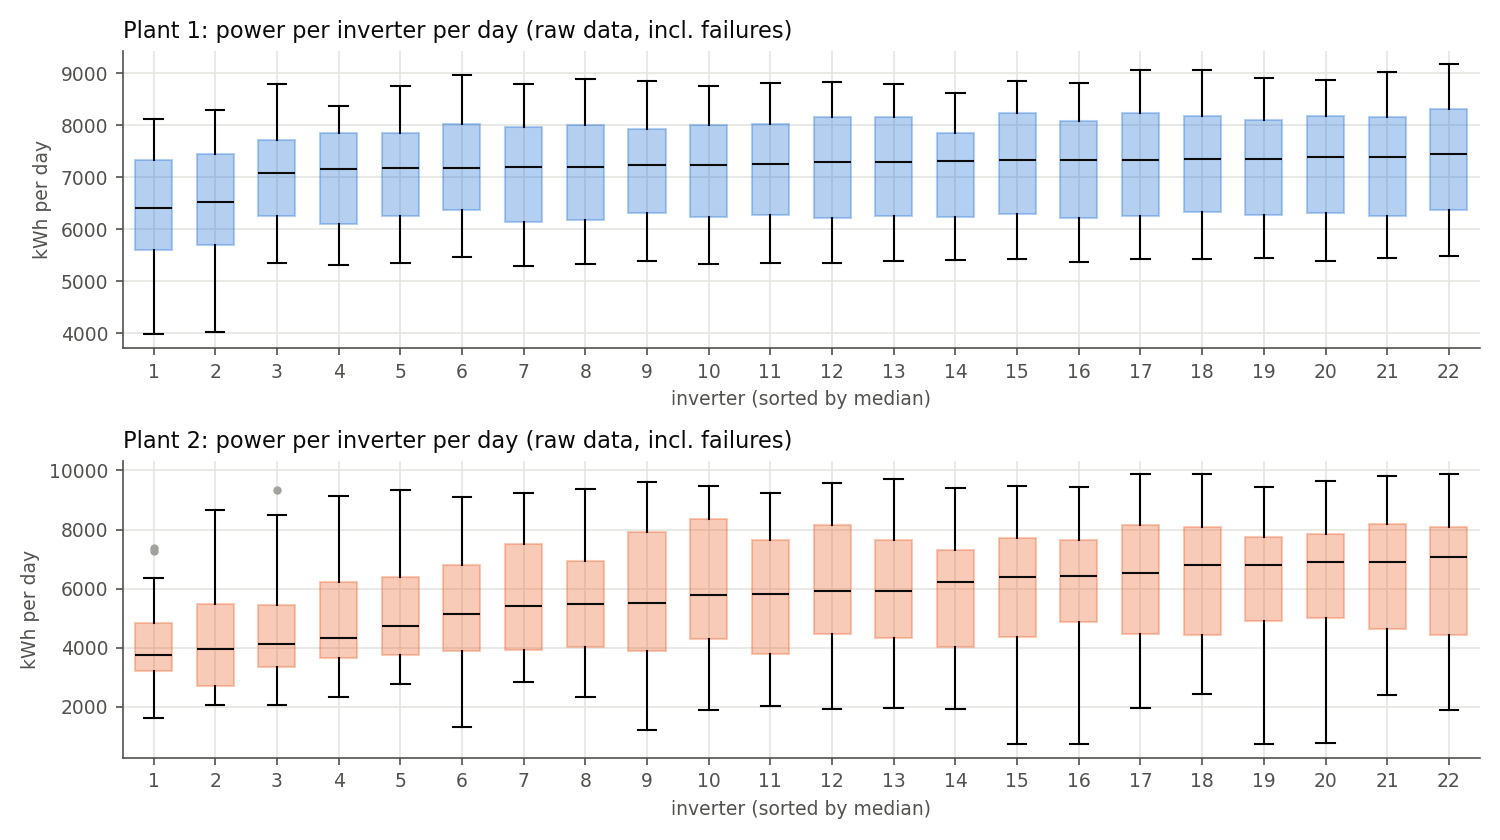 Plant 1: power per inverter per day (raw data, incl. failures)
9000
8000
7000
6000
5000
4000
kWh per day
1 2 3 4 5 6 7 8 9 10 11 12 13 14 15 16 17 18 19 20 21 22
inverter (sorted by median)
Plant 2: power per inverter per day (raw data, incl. failures)
10000
8000
6000
4000
2000
kWh per day
1 2 3 4 5 6 7 8 9 10 11 12 13 14 15 16 17 18 19 20 21 22
inverter (sorted by median)